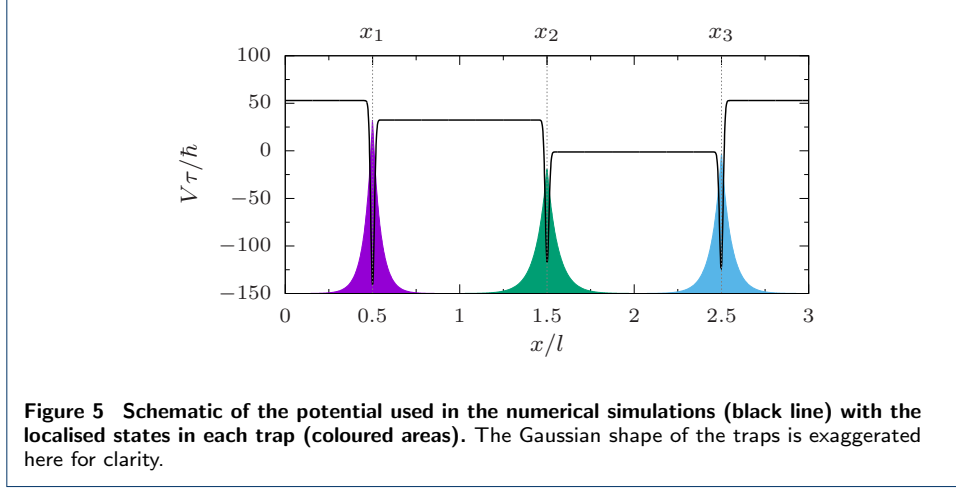 x₁ x₂ x₃
100
50
0
−50
−100
−150
Vτ/ħ
0 0.5 1 1.5 2 2.5 3
x/l
Figure 5 Schematic of the potential used in the numerical simulations (black line) with the
localised states in each trap (coloured areas). The Gaussian shape of the traps is exaggerated
here for clarity.